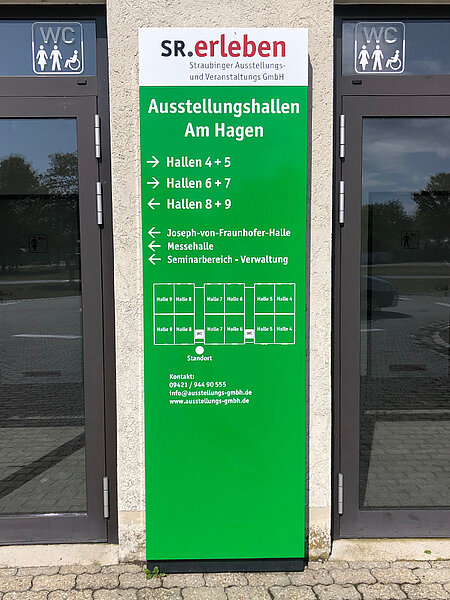 WC
WC
SR.erleben
Straubinger Ausstellungs-
und Veranstaltungs GmbH
Ausstellungshallen
Am Hagen
→ Hallen 4 + 5
→ Hallen 6 + 7
← Hallen 8 + 9
← Joseph-von-Fraunhofer-Halle
← Messehalle
← Seminarbereich - Verwaltung
Halle 9 Halle 8 Halle 7 Halle 6 Halle 5 Halle 4
Halle 9 Halle 8 Halle 7 Halle 6 Halle 5 Halle 4
WC WC
Standort
Kontakt:
09421 / 944 90 555
info@ausstellungs-gmbh.de
www.ausstellungs-gmbh.de